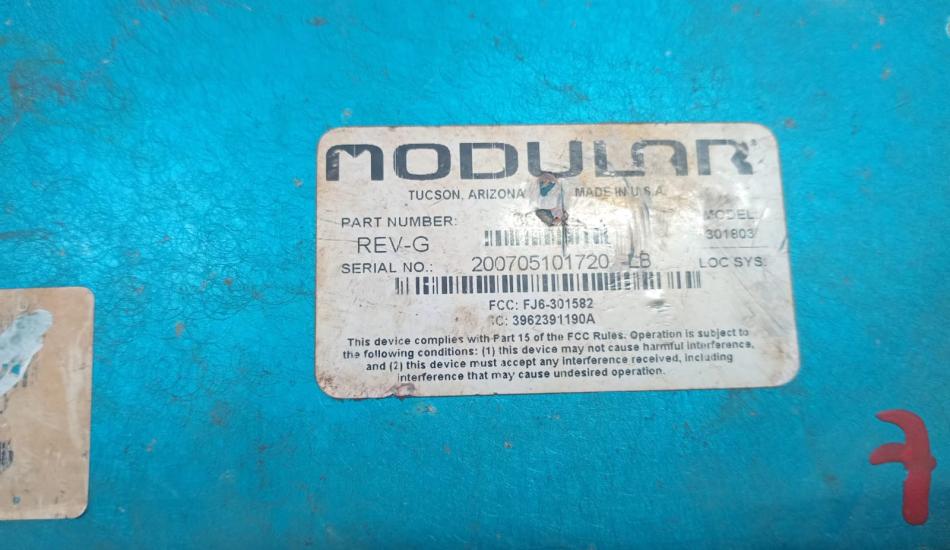 MODULAR
TUCSON, ARIZONA MADE IN U.S.A.
PART NUMBER: MODEL
REV-G 301803
SERIAL NO.: 200705101720 -LB LOC SYS:
FCC: FJ6-301582
IC: 3962391190A
This device complies with Part 15 of the FCC Rules. Operation is subject to
the following conditions: (1) this device may not cause harmful interference,
and (2) this device must accept any interference received, including
interference that may cause undesired operation.
7